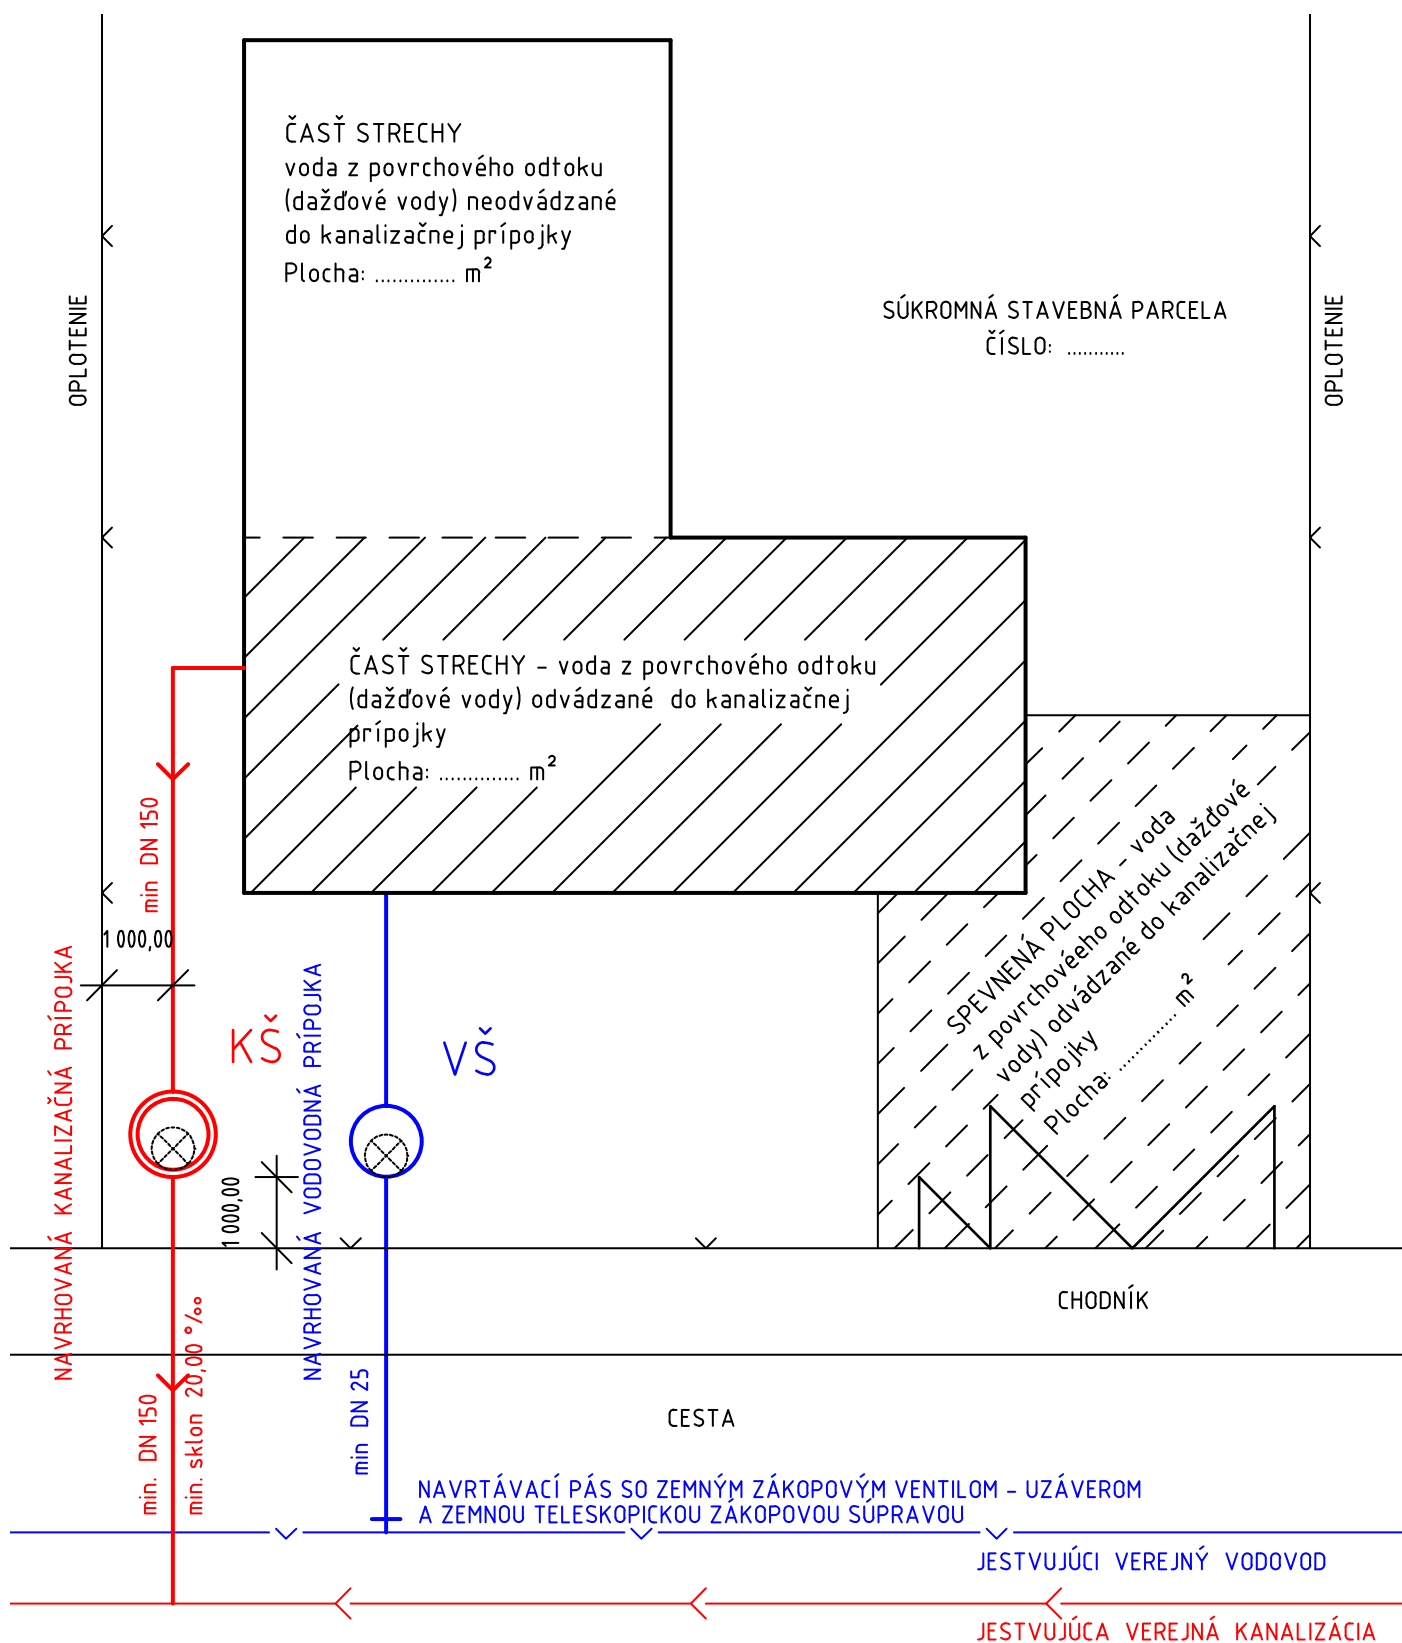 ČASŤ STRECHY
voda z povrchového odtoku
(dažďové vody) neodvádzané
do kanalizačnej prípojky
Plocha: .............. m²
SÚKROMNÁ STAVEBNÁ PARCELA
ČÍSLO: ...........
OPLOTENIE
OPLOTENIE
ČASŤ STRECHY – voda z povrchového odtoku
(dažďové vody) odvádzané do kanalizačnej
prípojky
Plocha: .............. m²
SPEVNENÁ PLOCHA – voda
z povrchovéeho odtoku (dažďové
vody) odvádzané do kanalizačnej
prípojky
Plocha: .............. m²
min DN 150
1 000,00
NAVRHOVANÁ KANALIZAČNÁ PRÍPOJKA
KŠ
NAVRHOVANÁ VODOVODNÁ PRÍPOJKA
VŠ
1 000,00
CHODNÍK
min. DN 150
min. sklon 20,00 °/oo
min DN 25
CESTA
NAVRTÁVACÍ PÁS SO ZEMNÝM ZÁKOPOVÝM VENTILOM – UZÁVEROM
A ZEMNOU TELESKOPICKOU ZÁKOPOVOU SÚPRAVOU
JESTVUJÚCI VEREJNÝ VODOVOD
JESTVUJÚCA VEREJNÁ KANALIZÁCIA